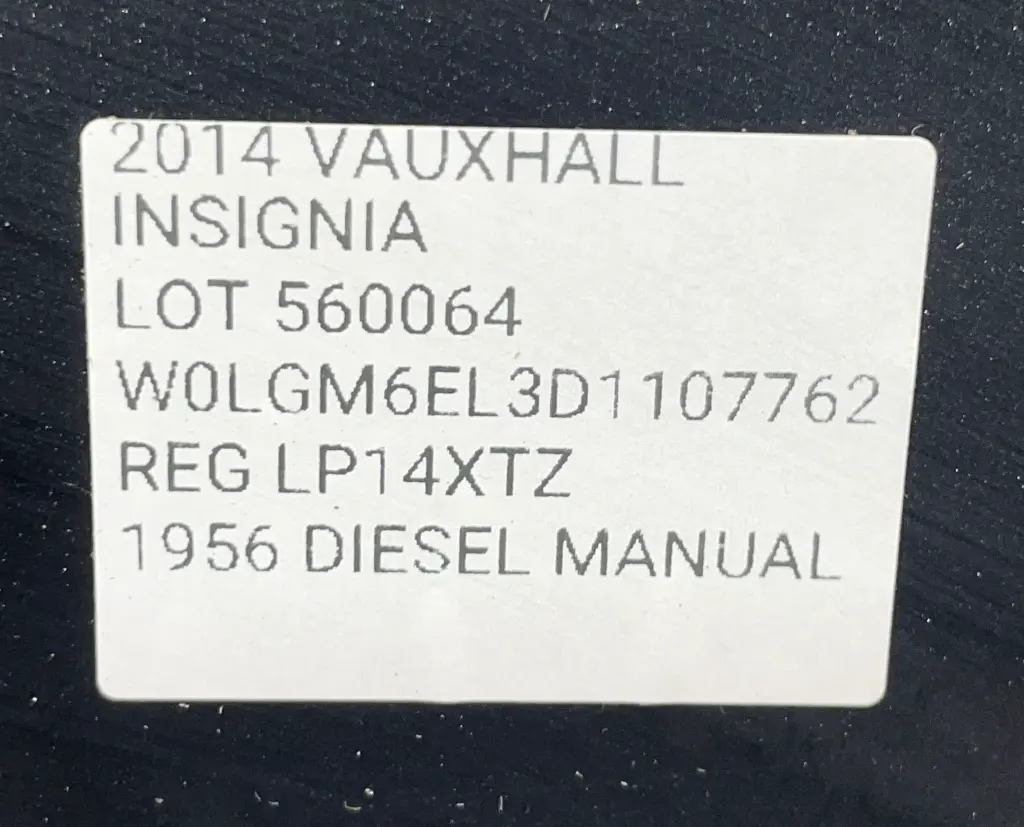 2014 VAUXHALL
INSIGNIA
LOT 560064
W0LGM6EL3D1107762
REG LP14XTZ
1956 DIESEL MANUAL